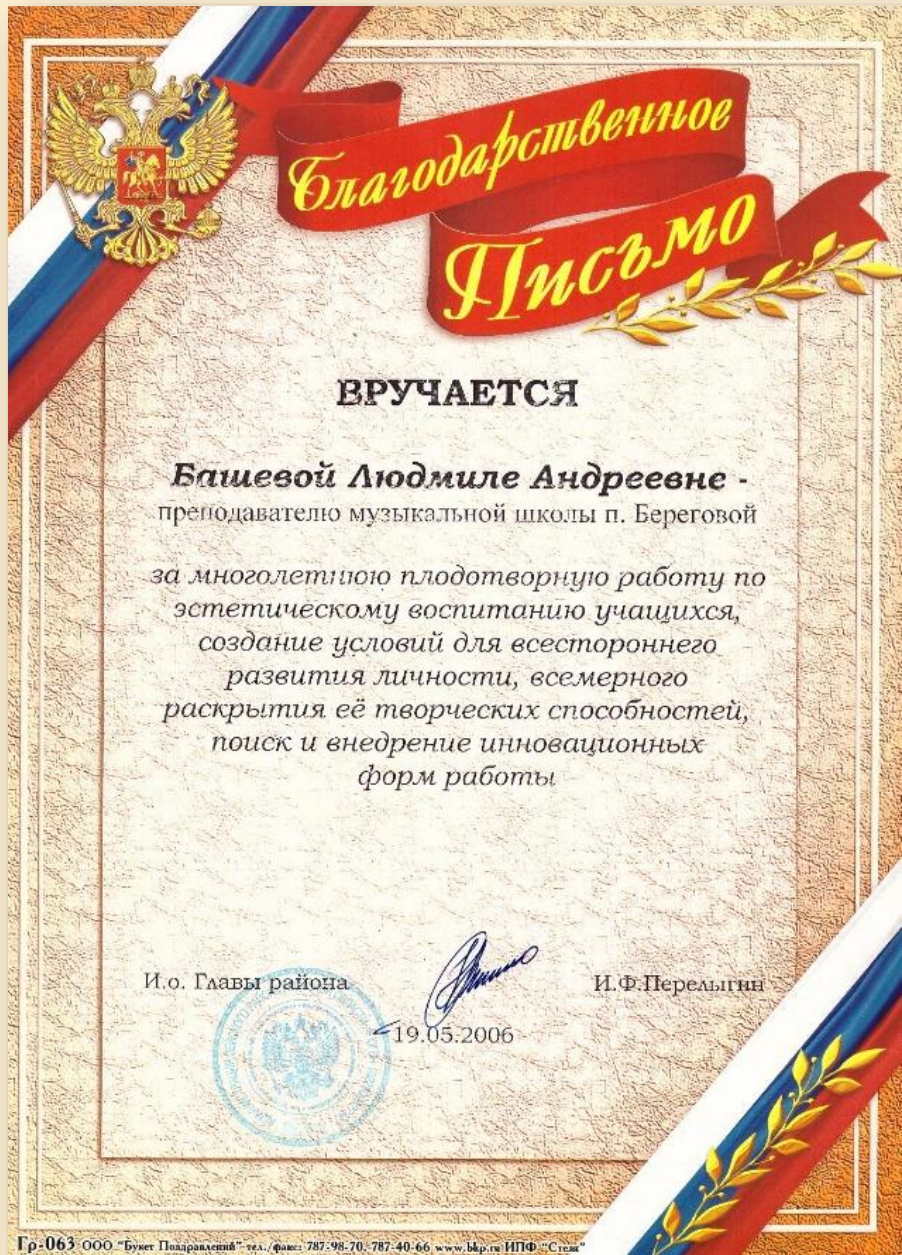 Благодарственное
Письмо
ВРУЧАЕТСЯ
Башевой Людмиле Андреевне -
преподавателю музыкальной школы п. Береговой
за многолетнюю плодотворную работу по
эстетическому воспитанию учащихся,
создание условий для всестороннего
развития личности, всемерного
раскрытия её творческих способностей,
поиск и внедрение инновационных
форм работы
И.о. Главы района И.Ф.Перелыгин
19.05.2006
Гр-063 ООО "Букет Поздравлений" тел./факс: 787-98-70, 787-40-66 www.bkp.ru ИПФ "Стезя"